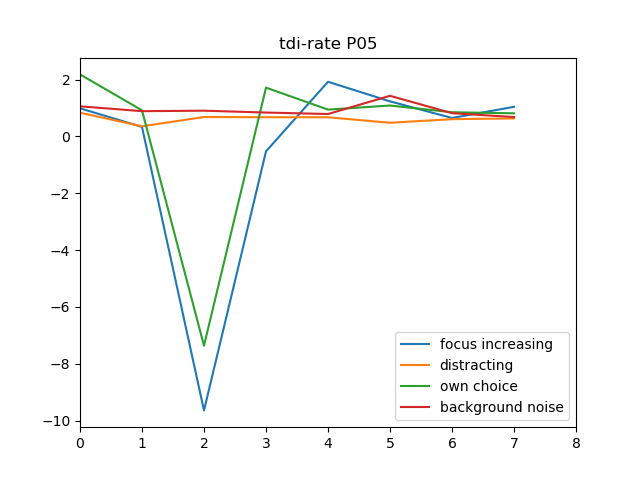 tdi-rate P05
2
0
−2
−4
−6
−8
−10
focus increasing
distracting
own choice
background noise
0 1 2 3 4 5 6 7 8